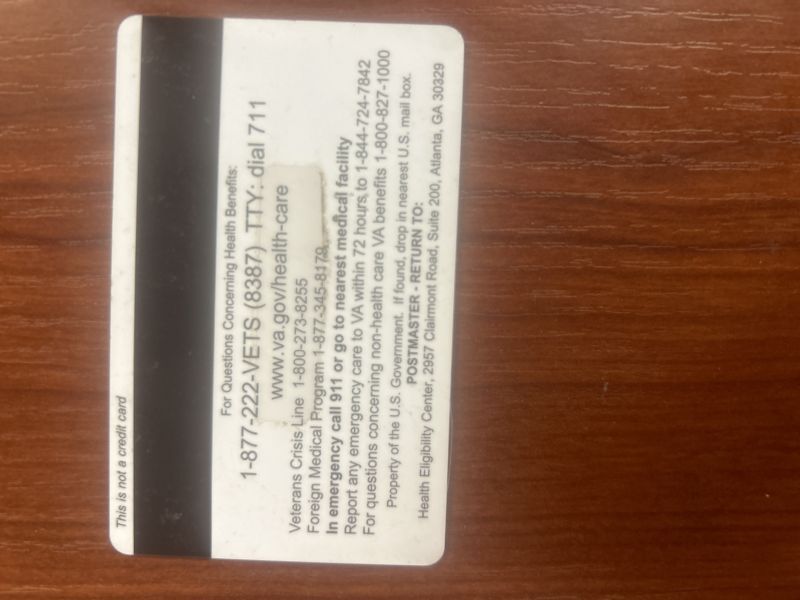 This is not a credit card
For Questions Concerning Health Benefits:
1-877-222-VETS (8387) TTY: dial 711
www.va.gov/health-care
Veterans Crisis Line 1-800-273-8255
Foreign Medical Program 1-877-345-8179
In emergency call 911 or go to nearest medical facility
Report any emergency care to VA within 72 hours to 1-844-724-7842
For questions concerning non-health care VA benefits 1-800-827-1000
Property of the U.S. Government. If found, drop in nearest U.S. mail box.
POSTMASTER - RETURN TO:
Health Eligibility Center, 2957 Clairmont Road, Suite 200, Atlanta, GA 30329